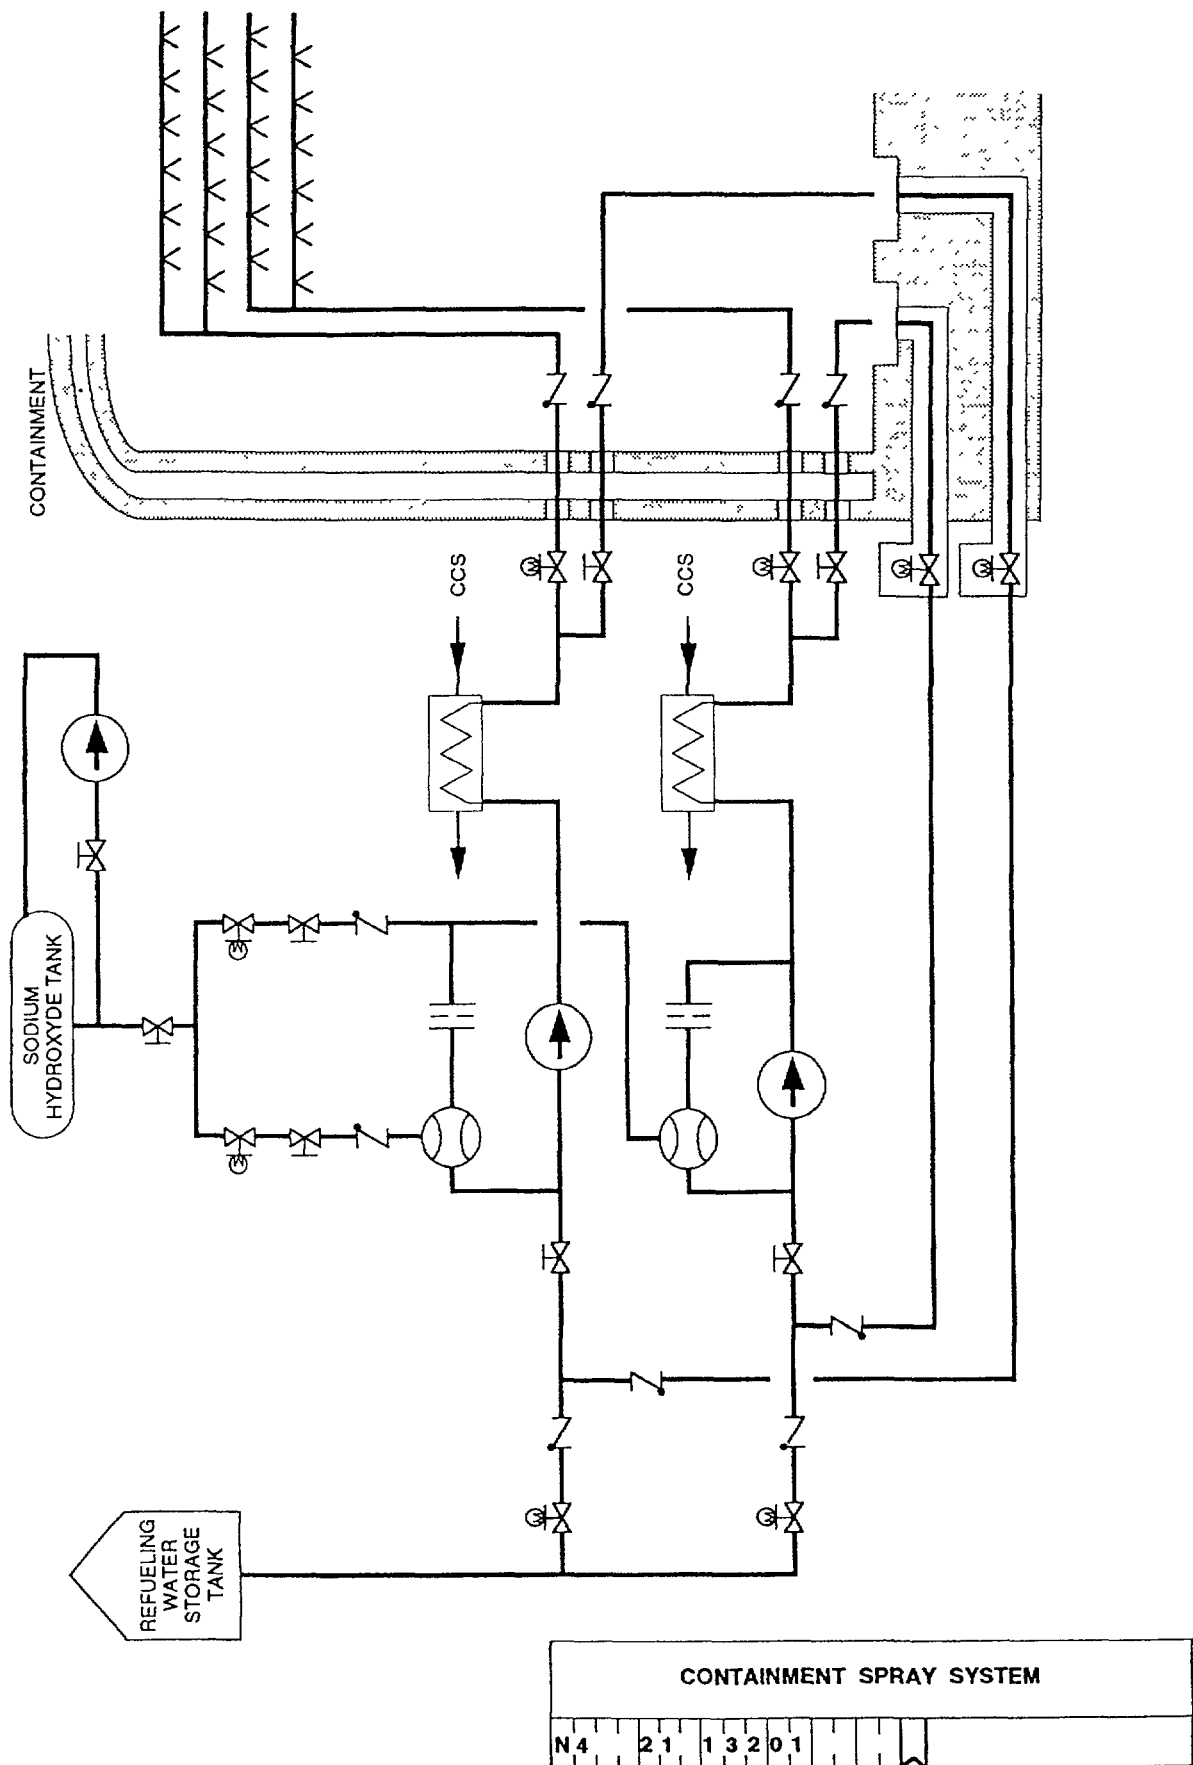 CONTAINMENT
CCS
CCS
SODIUM
HYDROXYDE TANK
REFUELING
WATER
STORAGE
TANK
CONTAINMENT SPRAY SYSTEM
N4 21 13201